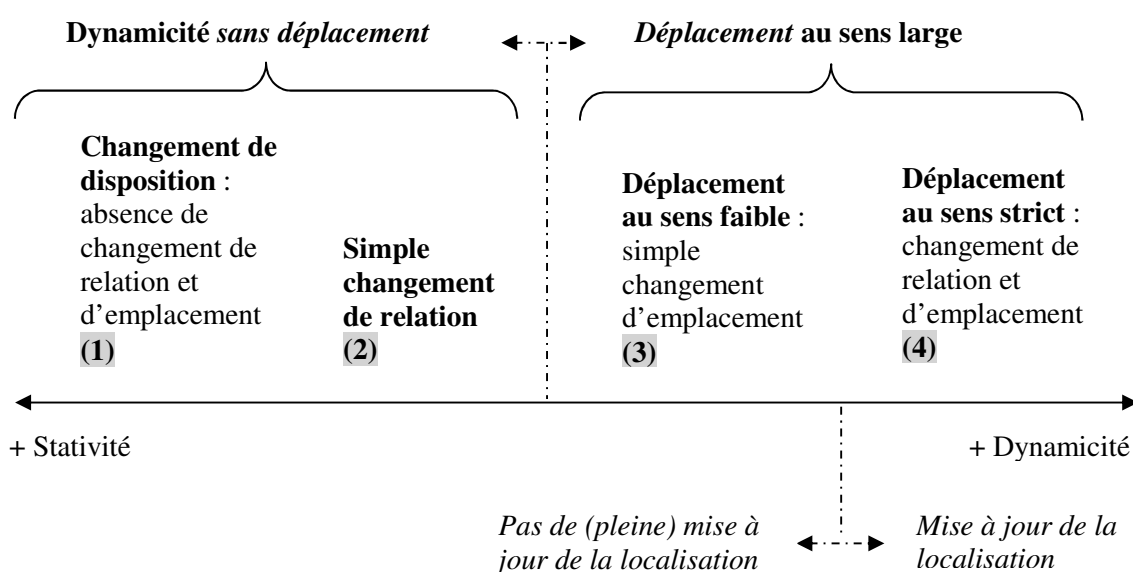 Dynamicité sans déplacement
Déplacement au sens large
Changement de
disposition :
absence de
changement de
relation et
d'emplacement
(1)
Simple
changement
de relation
(2)
Déplacement
au sens faible :
simple
changement
d'emplacement
(3)
Déplacement
au sens strict :
changement de
relation et
d'emplacement
(4)
+ Stativité
+ Dynamicité
Pas de (pleine) mise à
jour de la localisation
Mise à jour de la
localisation